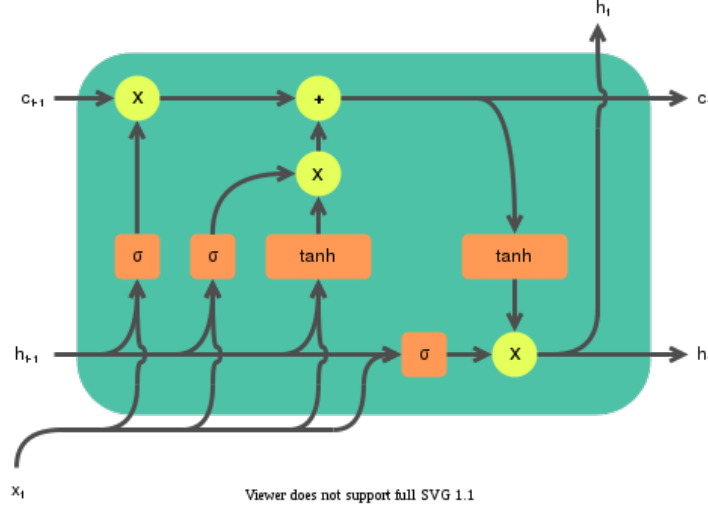 h_t
c_t-1 X + c
X
σ σ tanh tanh
h_t-1 σ X h
x_t
Viewer does not support full SVG 1.1